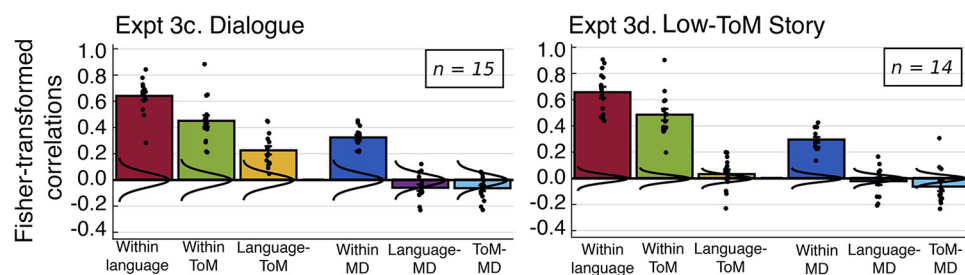 Expt 3c. Dialogue
n = 15
Fisher-transformed
correlations
1.0
0.8
0.6
0.4
0.2
0.0
-0.2
-0.4
Within
language
Within
ToM
Language-
ToM
Within
MD
Language-
MD
ToM-
MD
Expt 3d. Low-ToM Story
n = 14
1.0
0.8
0.6
0.4
0.2
0.0
-0.2
-0.4
Within
language
Within
ToM
Language-
ToM
Within
MD
Language-
MD
ToM-
MD